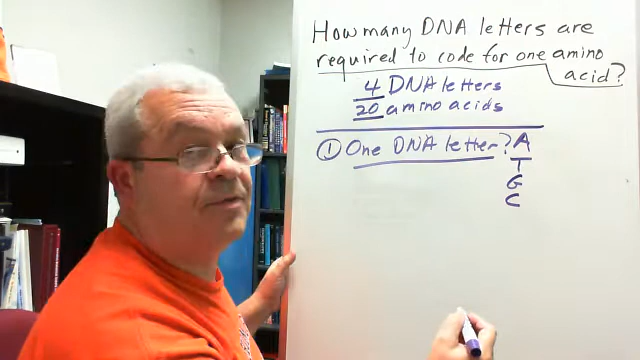 How many DNA letters are
required to code for one amino
acid?
4 DNA letters
20 amino acids
① One DNA letter? A
T
G
C